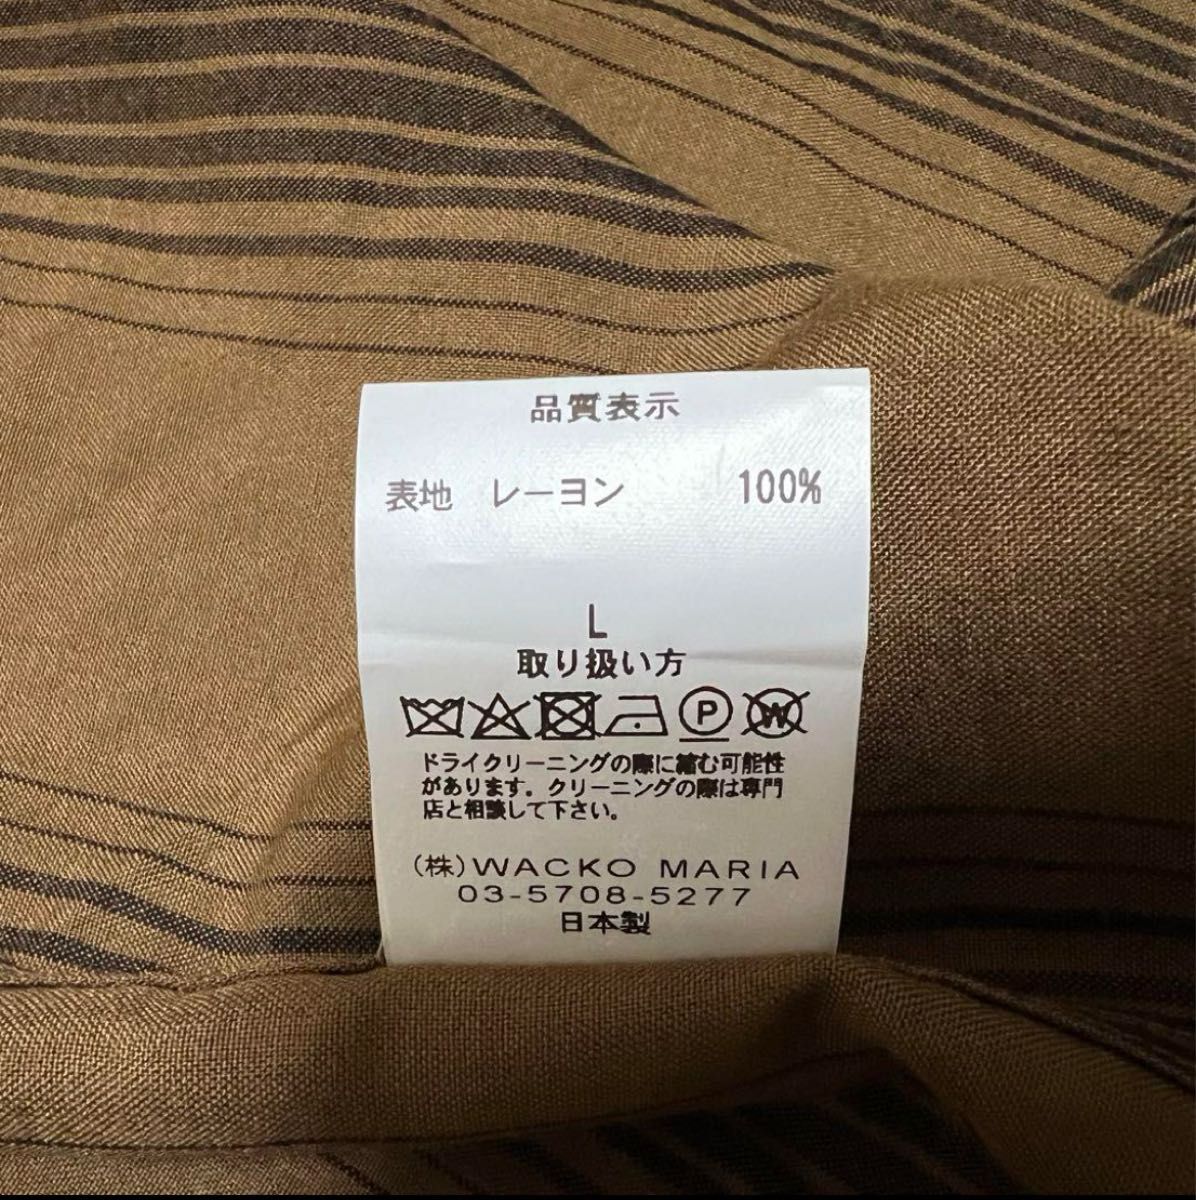 品質表示
表地 レーヨン 100%
L
取り扱い方
P W
ドライクリーニングの際に縮む可能性
があります。クリーニングの際は専門
店と相談して下さい。
(株)WACKO MARIA
03-5708-5277
日本製